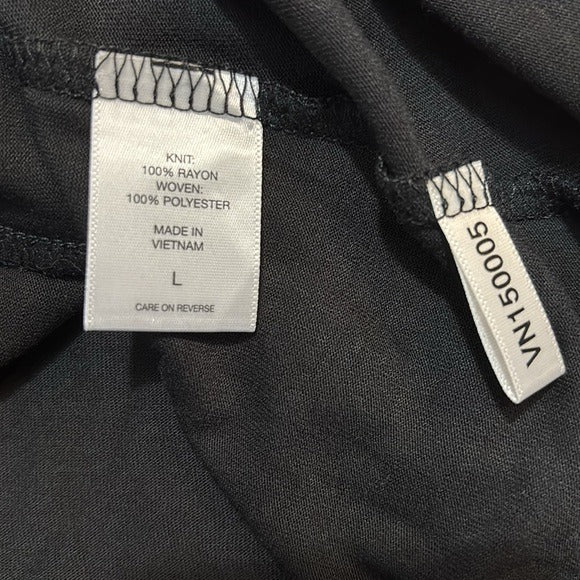 KNIT:
100% RAYON
WOVEN:
100% POLYESTER
MADE IN
VIETNAM
L
CARE ON REVERSE
VN150005